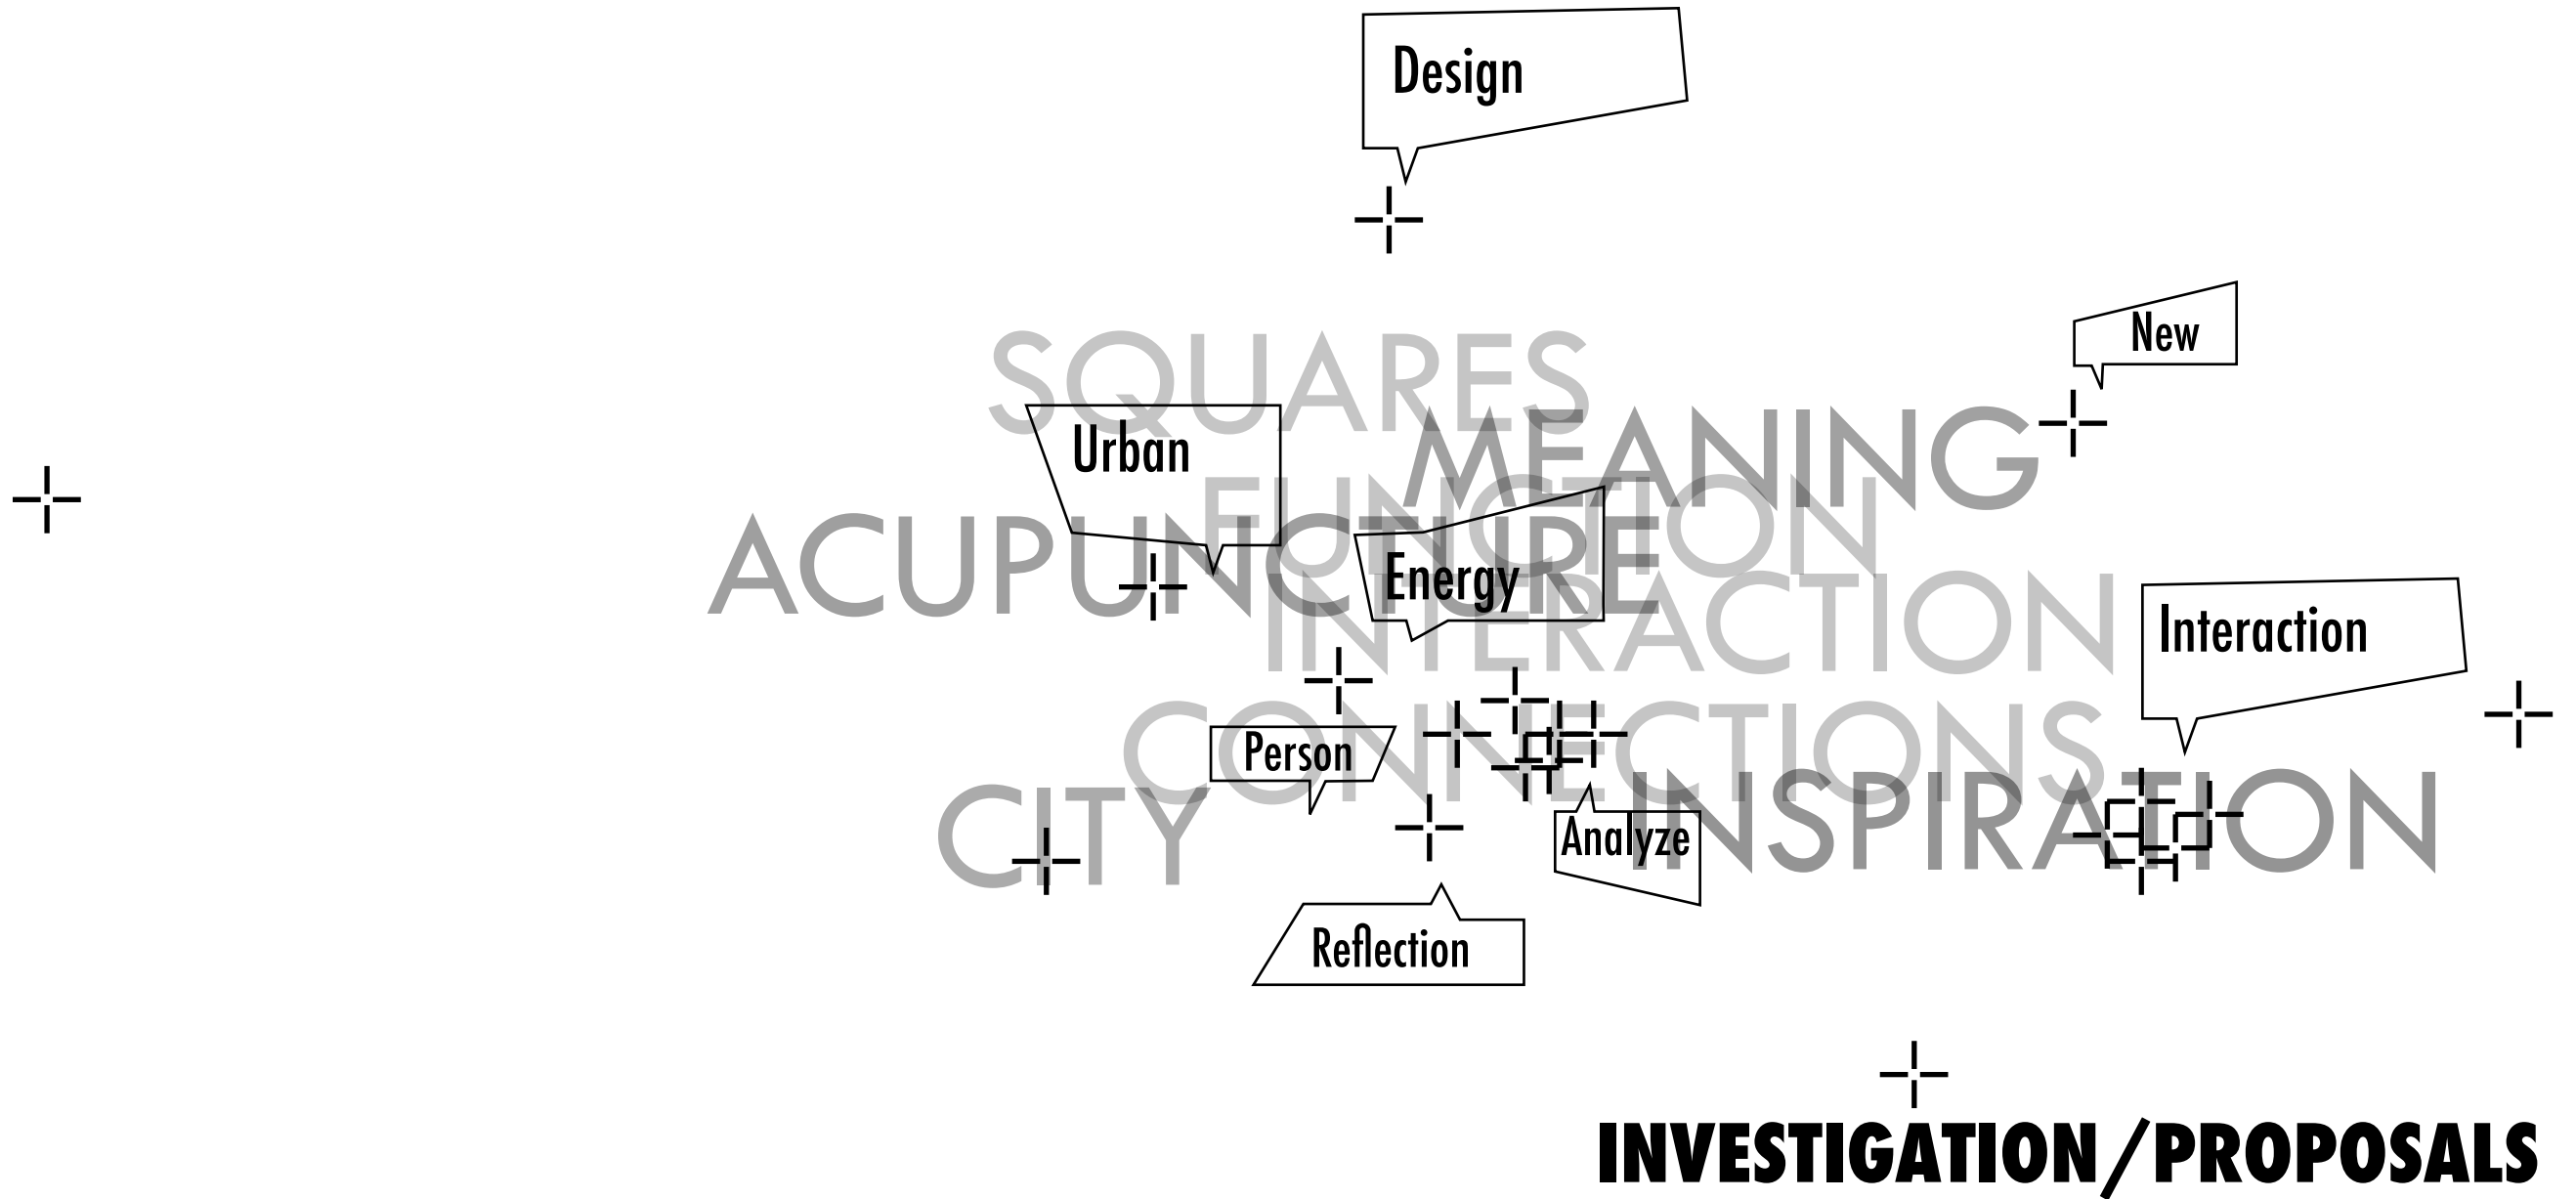 Design
New
SQUARES
Urban
MEANING
FUNCTION
ACUPUNCTURE
Energy
INTERACTION
Interaction
CONNECTIONS
Person
CITY
INSPIRATION
Analyze
Reflection
INVESTIGATION/PROPOSALS